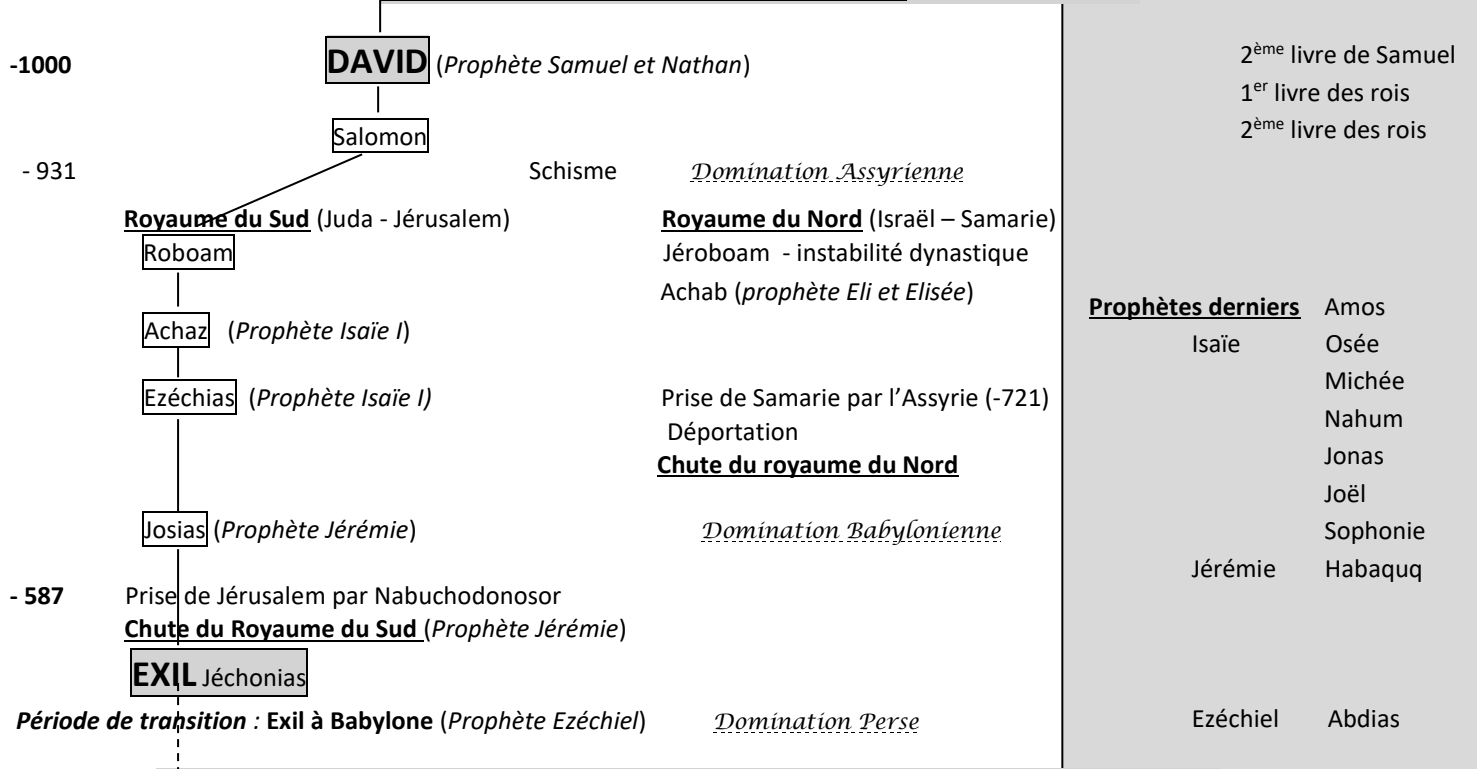 -1000 DAVID (Prophète Samuel et Nathan) 2ème livre de Samuel
1er livre des rois
Salomon 2ème livre des rois
- 931 Schisme Domination Assyrienne
Royaume du Sud (Juda - Jérusalem) Royaume du Nord (Israël – Samarie)
Roboam Jéroboam - instabilité dynastique
Achab (prophète Eli et Elisée) Prophètes derniers Amos
Achaz (Prophète Isaïe I) Isaïe Osée
Michée
Ezéchias (Prophète Isaïe I) Prise de Samarie par l’Assyrie (-721) Nahum
Déportation
Chute du royaume du Nord Jonas
Joël
Josias (Prophète Jérémie) Domination Babylonienne Sophonie
Jérémie Habaquq
- 587 Prise de Jérusalem par Nabuchodonosor
Chute du Royaume du Sud (Prophète Jérémie)
EXIL Jéchonias
Période de transition : Exil à Babylone (Prophète Ezéchiel) Domination Perse Ezéchiel Abdias